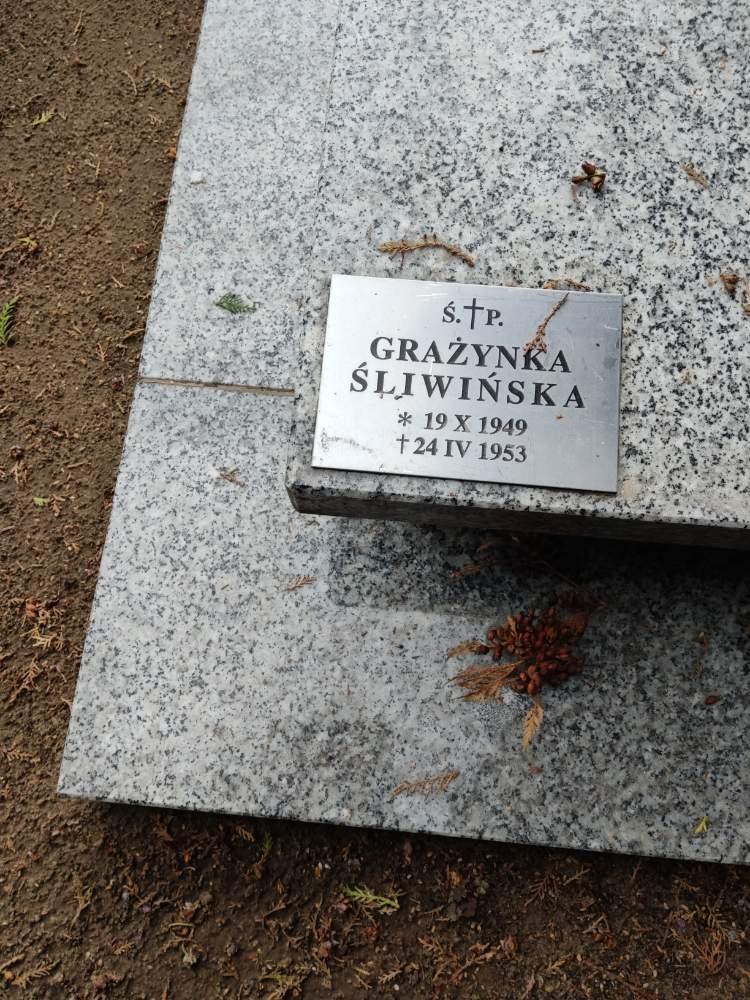 Ś.†P.
GRAŻYNKA
ŚLIWIŃSKA
* 19 X 1949
† 24 IV 1953